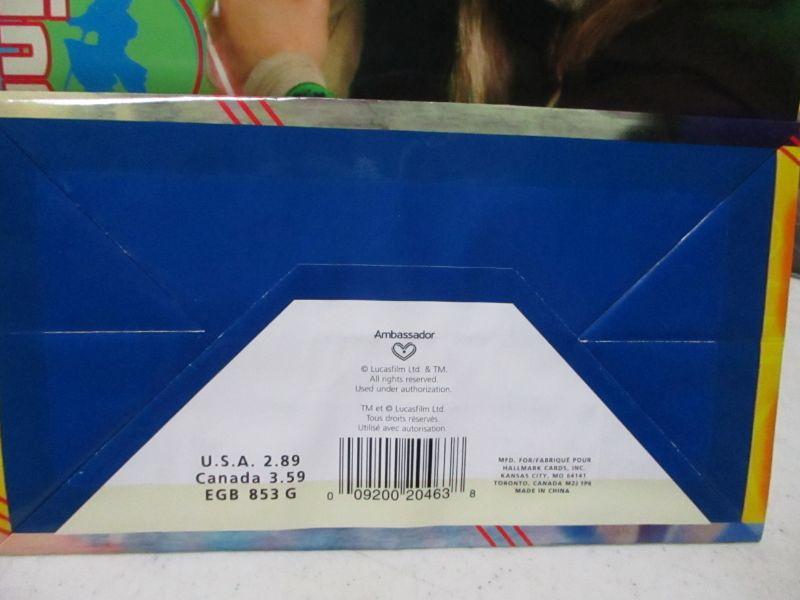 Ambassador
© Lucasfilm Ltd. & TM.
All rights reserved.
Used under authorization.
TM et © Lucasfilm Ltd.
Tous droits réservés.
Utilisé avec autorisation.
U.S.A. 2.89
Canada 3.59
EGB 853 G
0 09200 20463 8
MFD. FOR/FABRIQUÉ POUR
HALLMARK CARDS, INC.
KANSAS CITY, MO 64141
TORONTO, CANADA M2J 1P6
MADE IN CHINA